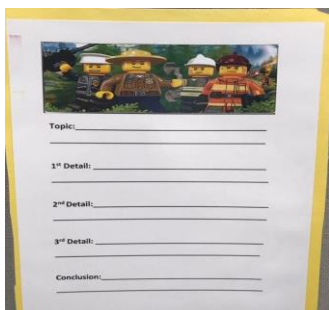 Topic:
1st Detail:
2nd Detail:
3rd Detail:
Conclusion: